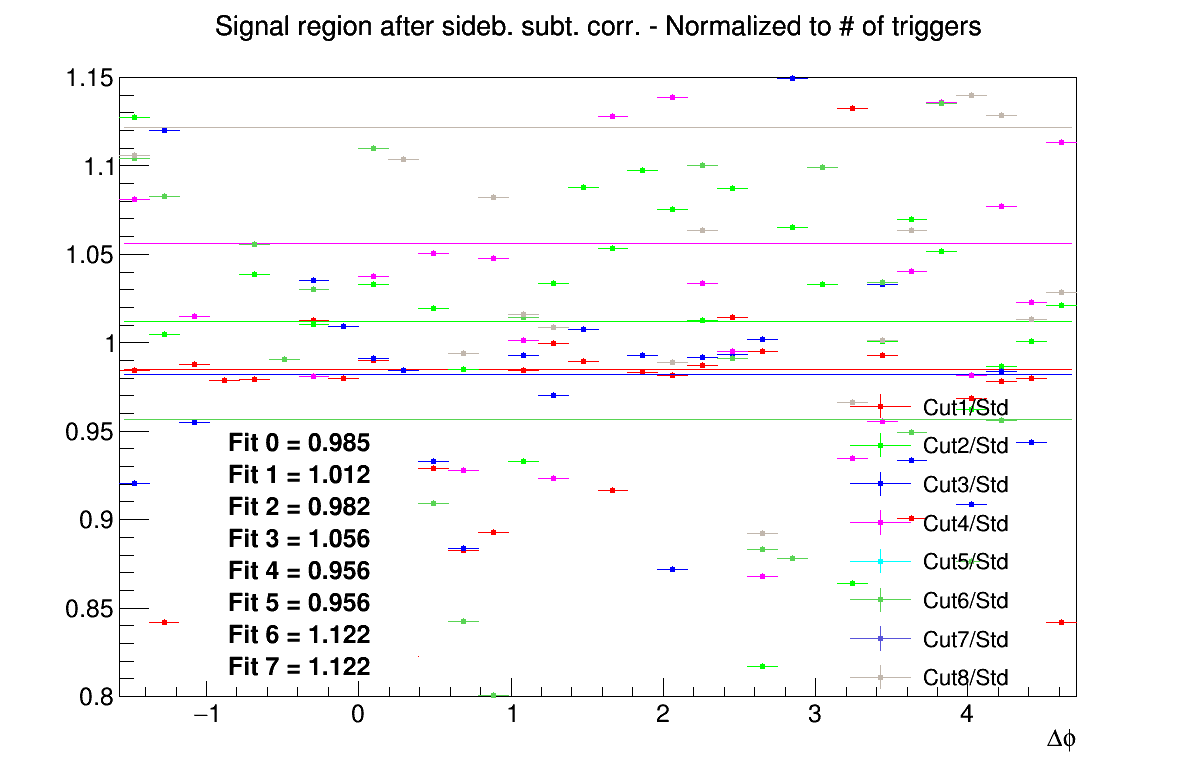 Signal region after sideb. subt. corr. - Normalized to # of triggers
1.15
1.1
1.05
1
0.95
0.9
0.85
0.8
Fit 0 = 0.985
Fit 1 = 1.012
Fit 2 = 0.982
Fit 3 = 1.056
Fit 4 = 0.956
Fit 5 = 0.956
Fit 6 = 1.122
Fit 7 = 1.122
Cut1/Std
Cut2/Std
Cut3/Std
Cut4/Std
Cut5/Std
Cut6/Std
Cut7/Std
Cut8/Std
−1 0 1 2 3 4
Δϕ